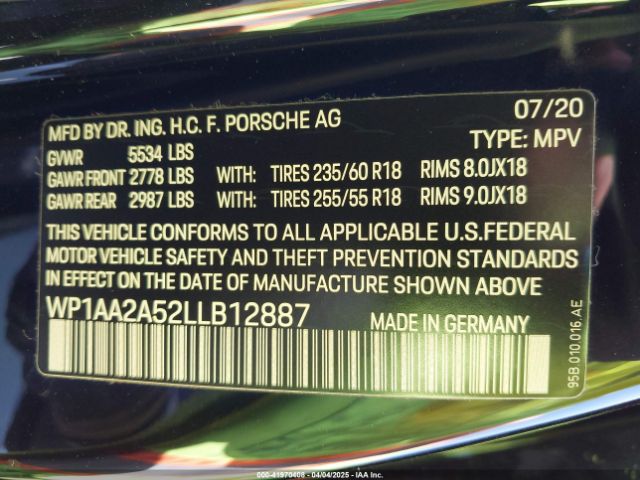 MFD BY DR. ING. H.C. F. PORSCHE AG 07/20
GVWR 5534 LBS TYPE: MPV
GAWR FRONT 2778 LBS WITH: TIRES 235/60 R18 RIMS 8.0JX18
GAWR REAR 2987 LBS WITH: TIRES 255/55 R18 RIMS 9.0JX18
THIS VEHICLE CONFORMS TO ALL APPLICABLE U.S.FEDERAL
MOTOR VEHICLE SAFETY AND THEFT PREVENTION STANDARDS
IN EFFECT ON THE DATE OF MANUFACTURE SHOWN ABOVE
WP1AA2A52LLB12887 MADE IN GERMANY
95B.010.016.AE
000-41970408 - 04/04/2025 - IAA Inc.